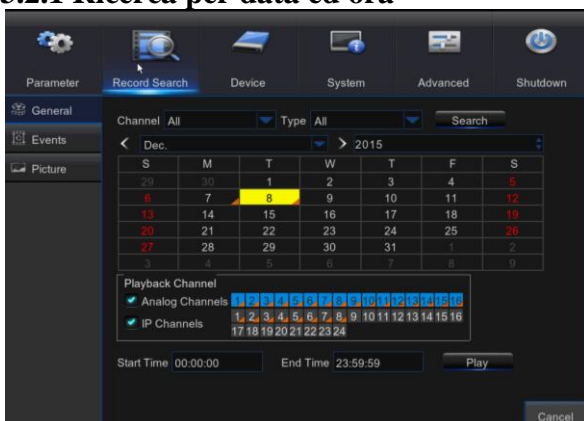 3.2.1 Ricerca per data ed ora
Parameter Record Search Device System Advanced Shutdown
General
Events
Picture
Channel All Type All Search
Dec. 2015
S M T W T F S
29 30 1 2 3 4 5
6 7 8 9 10 11 12
13 14 15 16 17 18 19
20 21 22 23 24 25 26
27 28 29 30 31 1 2
3 4 5 6 7 8 9
Playback Channel
Analog Channels 1 2 3 4 5 6 7 8 9 10 11 12 13 14 15 16
IP Channels 1 2 3 4 5 6 7 8 9 10 11 12 13 14 15 16
17 18 19 20 21 22 23 24
Start Time 00:00:00 End Time 23:59:59 Play
Cancel